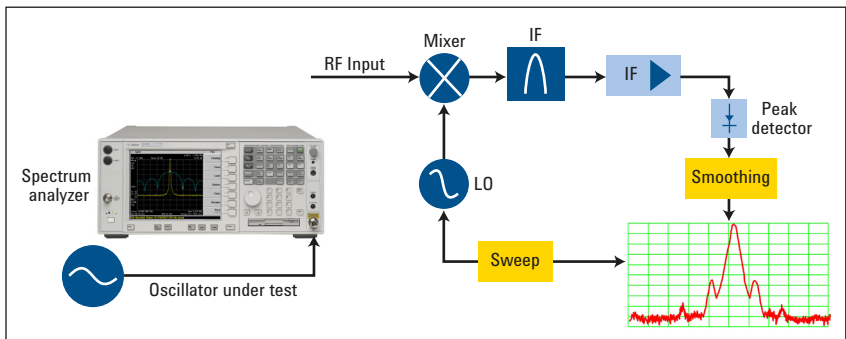 Mixer
IF
RF Input
IF
Peak
detector
Spectrum
analyzer
LO
Smoothing
Sweep
Oscillator under test